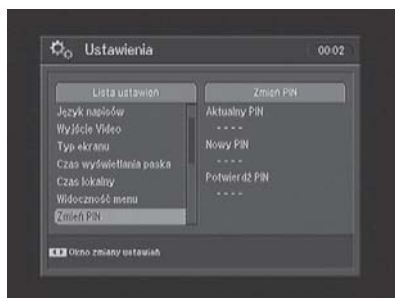 Ustawienia
00:02
Lista ustawień
Zmień PIN
Język napisów
Wyjście Video
Typ ekranu
Czas wyświetlania paska
Czas lokalny
Widoczność menu
Zmień PIN
Aktualny PIN
- - - -
Nowy PIN
- - - -
Potwierdź PIN
- - - -
Okno zmiany ustawień